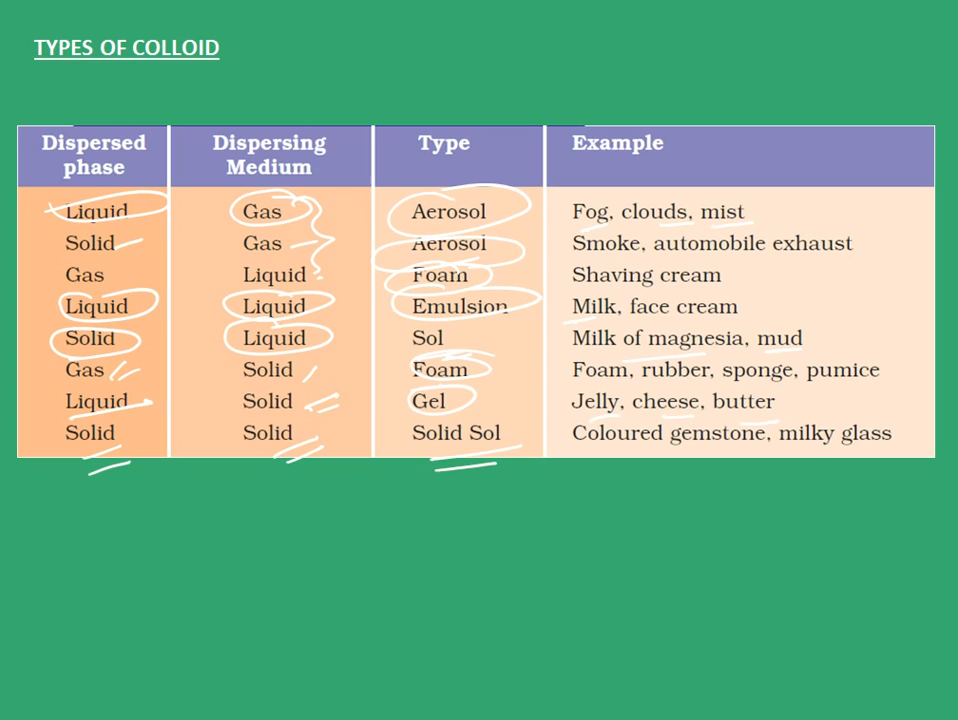 TYPES OF COLLOID
Dispersed phase Dispersing Medium Type Example
Liquid Gas Aerosol Fog, clouds, mist
Solid Gas Aerosol Smoke, automobile exhaust
Gas Liquid Foam Shaving cream
Liquid Liquid Emulsion Milk, face cream
Solid Liquid Sol Milk of magnesia, mud
Gas Solid Foam Foam, rubber, sponge, pumice
Liquid Solid Gel Jelly, cheese, butter
Solid Solid Solid Sol Coloured gemstone, milky glass